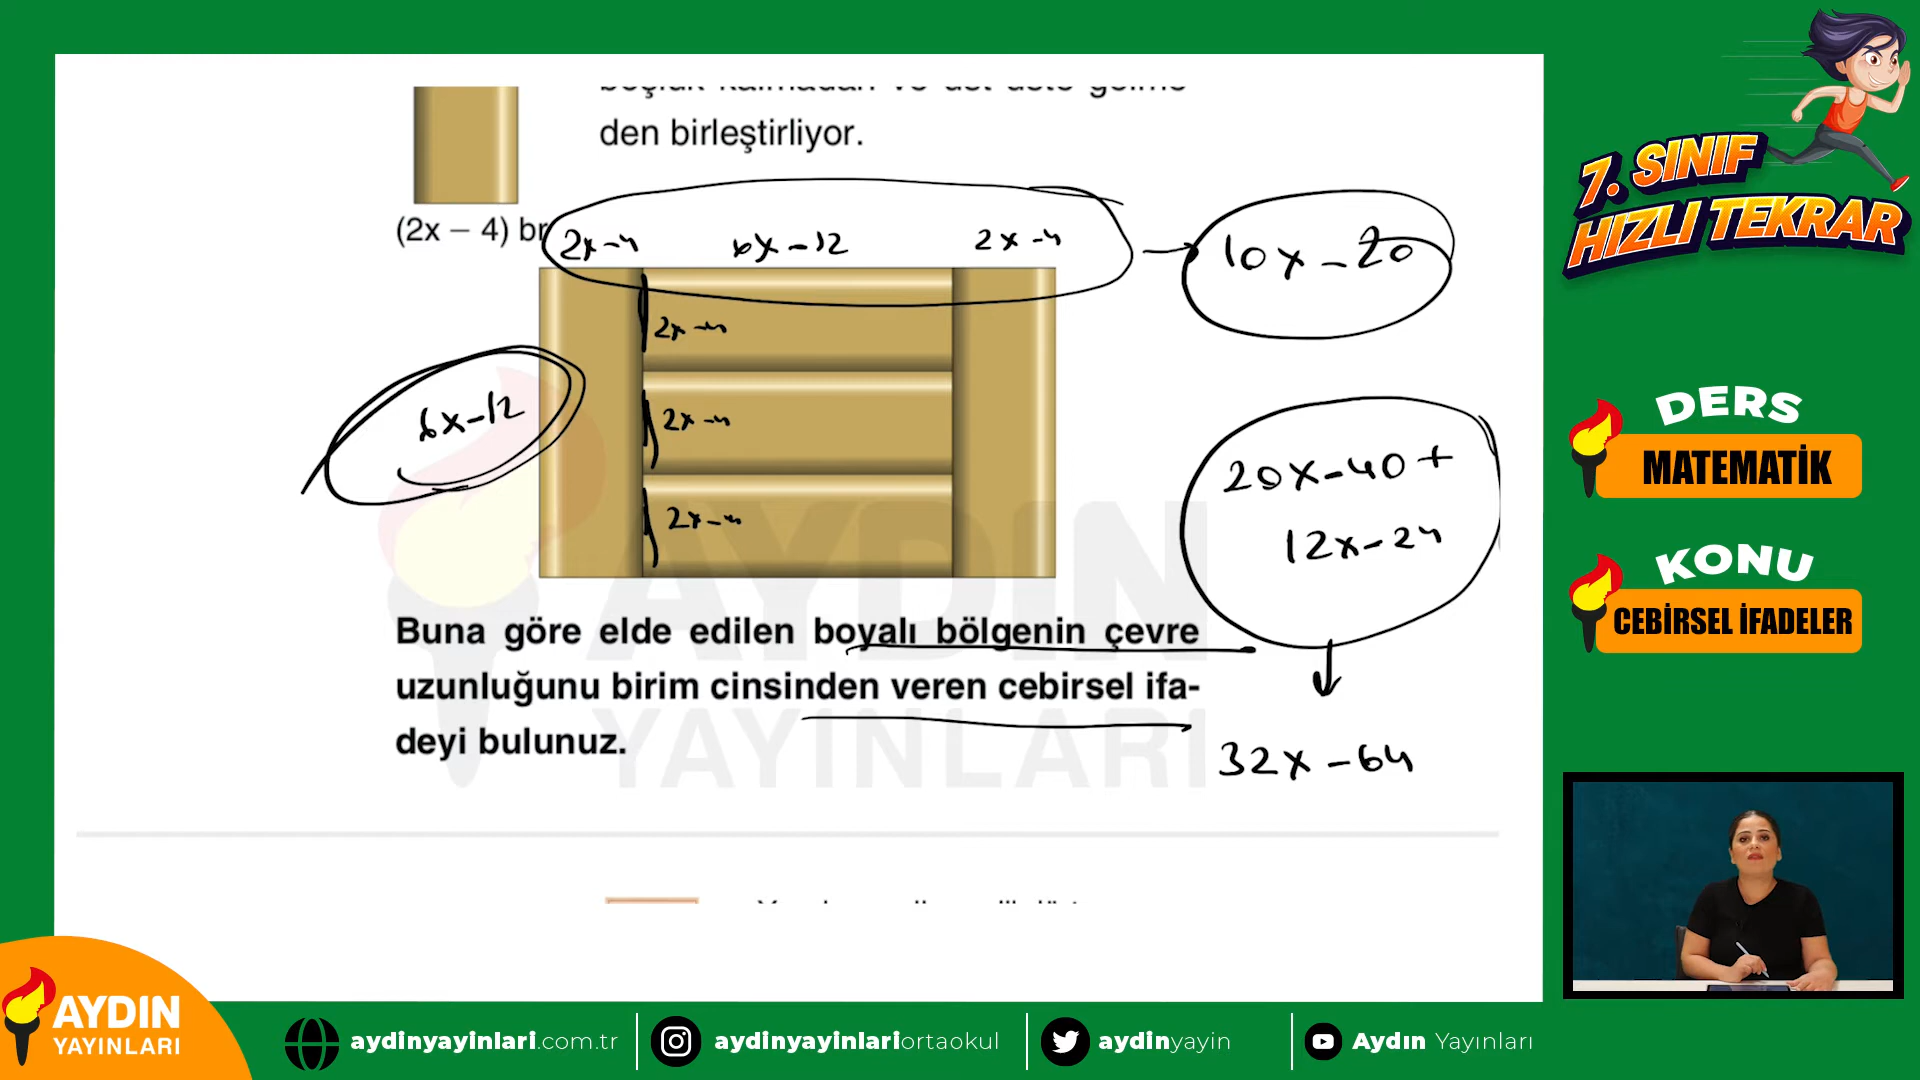 den birleştirliyor.
(2x – 4) br
2x-4 6x-12 2x-4
10x-20
2x-4
6x-12
2x-4
2x-4
20x-40+
12x-24
32x-64
Buna göre elde edilen boyalı bölgenin çevre
uzunluğunu birim cinsinden veren cebirsel ifa-
deyi bulunuz.
AYDIN
YAYINLARI
7. SINIF
HIZLI TEKRAR
DERS
MATEMATİK
KONU
CEBİRSEL İFADELER
AYDIN
YAYINLARI
aydinyayinlari.com.tr
aydinyayinlariortaokul
aydinyayin
Aydın Yayınları